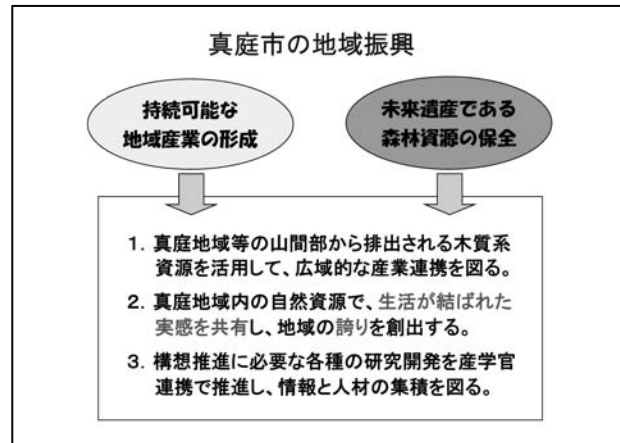 真庭市の地域振興
持続可能な
地域産業の形成
未来遺産である
森林資源の保全
1. 真庭地域等の山間部から排出される木質系
資源を活用して、広域的な産業連携を図る。
2. 真庭地域内の自然資源で、生活が結ばれた
実感を共有し、地域の誇りを創出する。
3. 構想推進に必要な各種の研究開発を産学官
連携で推進し、情報と人材の集積を図る。